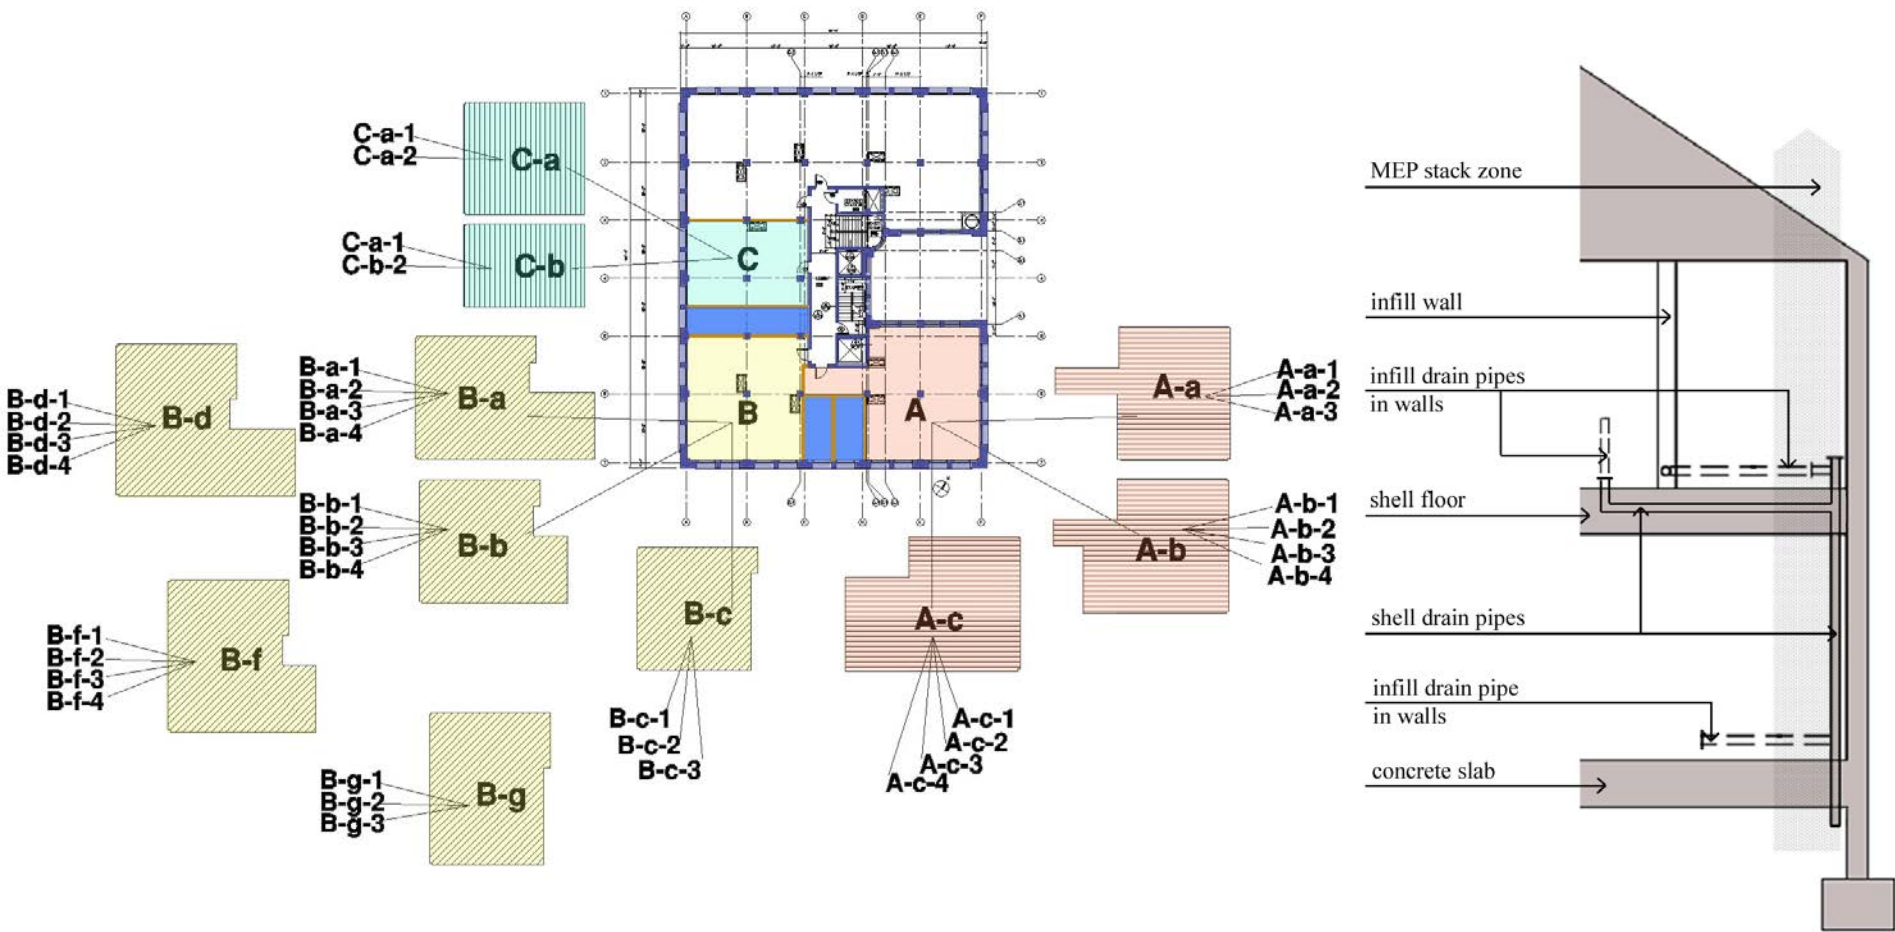 C-a-1
C-a-2
C-a
C-a-1
C-b-2
C-b
C
B-d-1
B-d-2
B-d-3
B-d-4
B-d
B-a-1
B-a-2
B-a-3
B-a-4
B-a
B
A
A-a
A-a-1
A-a-2
A-a-3
B-b-1
B-b-2
B-b-3
B-b-4
B-b
A-b
A-b-1
A-b-2
A-b-3
A-b-4
B-f-1
B-f-2
B-f-3
B-f-4
B-f
B-c
B-c-1
B-c-2
B-c-3
A-c
A-c-1
A-c-2
A-c-3
A-c-4
B-g-1
B-g-2
B-g-3
B-g
MEP stack zone
infill wall
infill drain pipes
in walls
shell floor
shell drain pipes
infill drain pipe
in walls
concrete slab